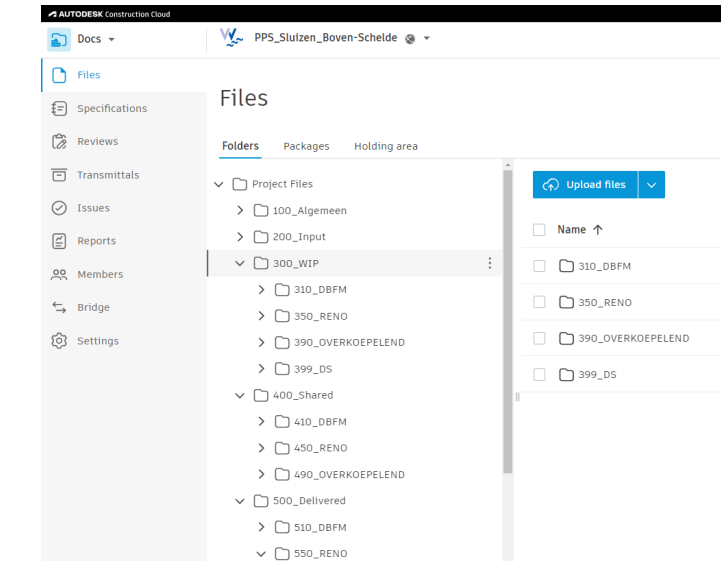 AUTODESK Construction Cloud
Docs
PPS_Sluizen_Boven-Schelde
Files
Specifications
Reviews
Transmittals
Issues
Reports
Members
Bridge
Settings
Files
Folders Packages Holding area
Project Files
100_Algemeen
200_Input
300_WIP
310_DBFM
350_RENO
390_OVERKOEPELEND
399_DS
400_Shared
410_DBFM
450_RENO
490_OVERKOEPELEND
500_Delivered
510_DBFM
550_RENO
Upload files
Name
310_DBFM
350_RENO
390_OVERKOEPELEND
399_DS